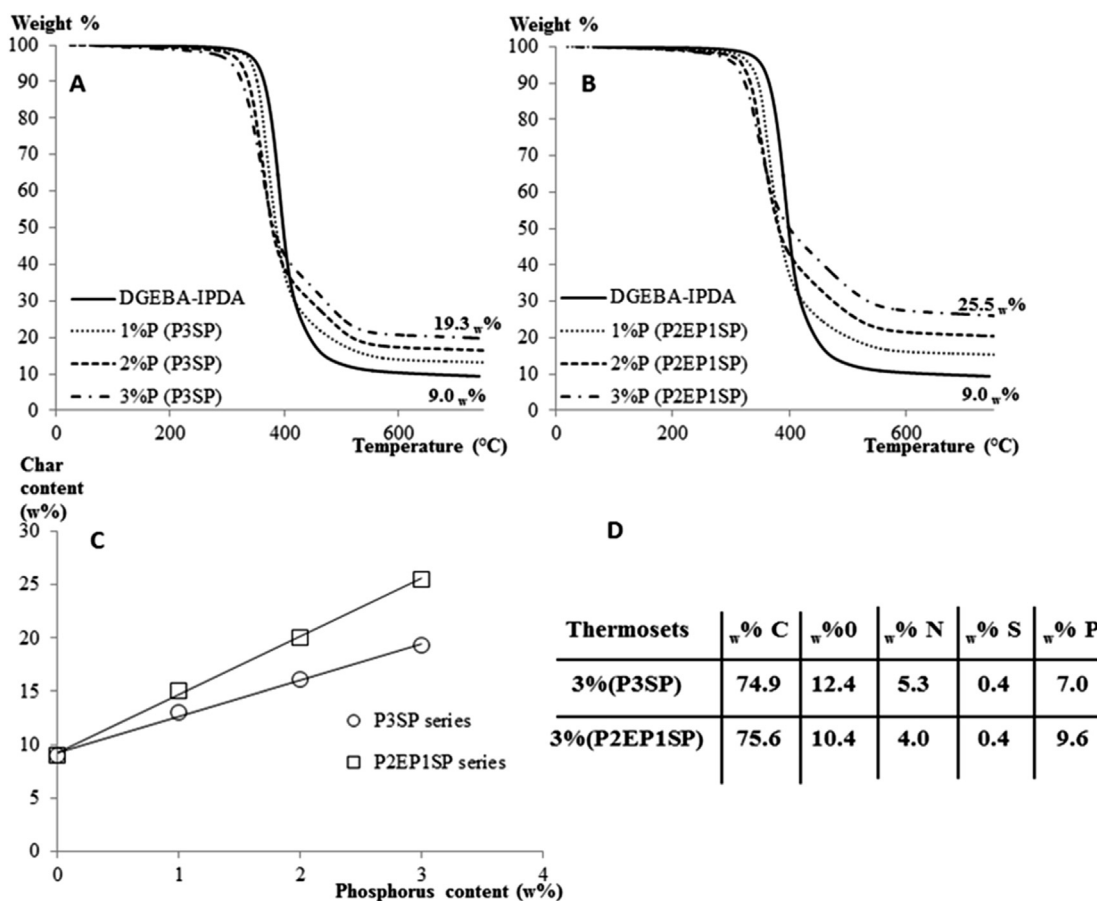 Weight %
100
90
80
70
60
50
40
30
20
10
0
A
DGEBA-IPDA
1%P (P3SP)
2%P (P3SP)
3%P (P3SP)
19.3 w%
9.0 w%
0
200
400
600
Temperature (°C)
Weight %
100
90
80
70
60
50
40
30
20
10
0
B
DGEBA-IPDA
1%P (P2EP1SP)
2%P (P2EP1SP)
3%P (P2EP1SP)
25.5 w%
9.0 w%
0
200
400
600
Temperature (°C)
Char
content
(w%)
30
25
20
15
10
5
0
C
P3SP series
P2EP1SP series
0
1
2
3
4
Phosphorus content (w%)
D
Thermosets w% C w%0 w% N w% S w% P
3%(P3SP) 74.9 12.4 5.3 0.4 7.0
3%(P2EP1SP) 75.6 10.4 4.0 0.4 9.6